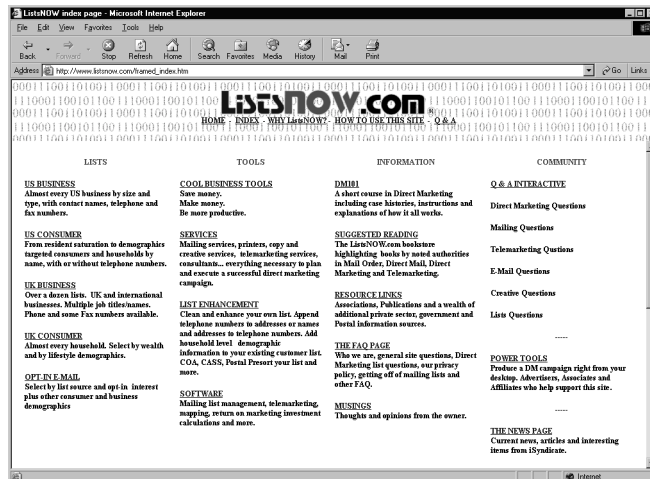 ListsNOW index page - Microsoft Internet Explorer
File Edit View Favorites Tools Help
Back Forward Stop Refresh Home Search Favorites Media History Mail Print
Address http://www.listsnow.com/framed_index.htm Go Links
ListsNOW.com®
HOME - INDEX - WHY ListsNOW? - HOW TO USE THIS SITE - Q & A
LISTS
US BUSINESS
Almost every US business by size and
type, with contact names, telephone and
fax numbers.
US CONSUMER
From resident saturation to demographics
targeted consumers and households by
name, with or without telephone numbers.
UK BUSINESS
Over a dozen lists. UK and international
businesses. Multiple job titles/names.
Phone and some Fax numbers available.
UK CONSUMER
Almost every household. Select by wealth
and by lifestyle demographics.
OPT-IN E-MAIL
Select by list source and opt-in interest
plus other consumer and business
demographics
TOOLS
COOL BUSINESS TOOLS
Save money.
Make money.
Be more productive.
SERVICES
Mailing services, printers, copy and
creative services, telemarketing services,
consultants... everything necessary to plan
and execute a successful direct marketing
campaign.
LIST ENHANCEMENT
Clean and enhance your own list. Append
telephone numbers to addresses or names
and addresses to telephone numbers. Add
household level demographic
information to your existing customer list.
COA, CASS, Postal Presort your list and
more.
SOFTWARE
Mailing list management, telemarketing,
mapping, return on marketing investment
calculations and more.
INFORMATION
DM101
A short course in Direct Marketing
including case histories, instructions and
explanations of how it all works.
SUGGESTED READING
The ListsNOW.com bookstore
highlighting books by noted authorities
in Mail Order, Direct Mail, Direct
Marketing and Telemarketing.
RESOURCE LINKS
Associations, Publications and a wealth of
additional private sector, government and
Postal information sources.
THE FAQ PAGE
Who we are, general site questions, Direct
Marketing list questions, our privacy
policy, getting off of mailing lists and
other FAQ.
MUSINGS
Thoughts and opinions from the owner.
COMMUNITY
Q & A INTERACTIVE
Direct Marketing Questions
Mailing Questions
Telemarketing Qustions
E-Mail Questions
Creative Questions
Lists Questions
-----
POWER TOOLS
Produce a DM campaign right from your
desktop. Advertisers, Associates and
Affiliates who help support this site.
-----
THE NEWS PAGE
Current news, articles and interesting
items from iSyndicate.
Internet